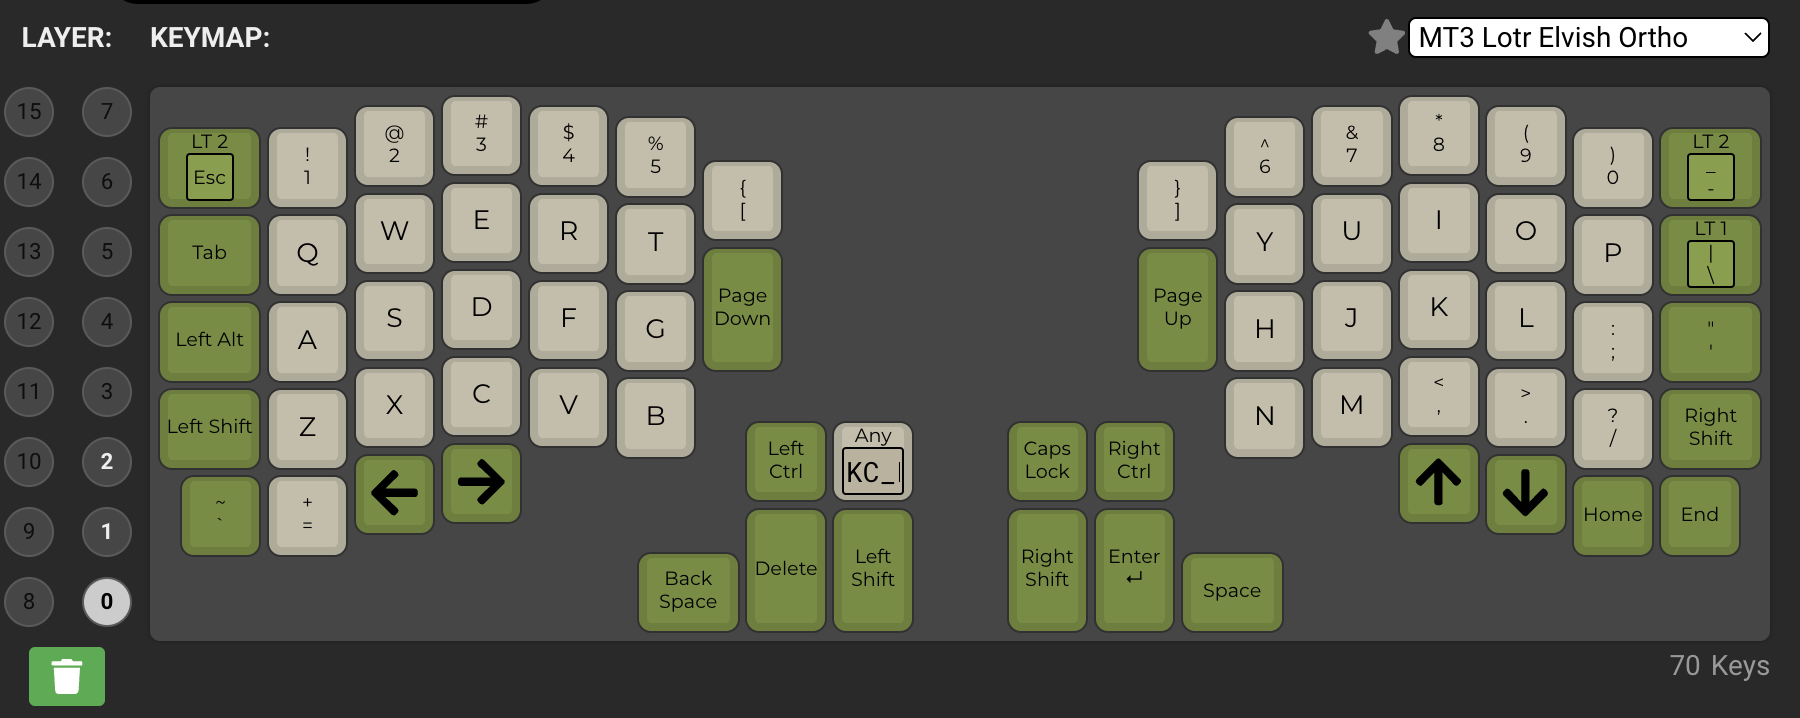 LAYER:
KEYMAP:
MT3 Lotr Elvish Ortho
15
7
14
6
13
5
12
4
11
3
10
2
9
1
8
0
LT 2
Esc
!
1
@
2
#
3
$
4
%
5
{
[
Tab
Q
W
E
R
T
Page
Down
Left Alt
A
S
D
F
G
Left Shift
Z
X
C
V
B
~
`
+
=
←
→
Left
Ctrl
Any
KC_
Back
Space
Delete
Left
Shift
}
]
^
6
&
7
*
8
(
9
)
0
LT 2
_
-
Page
Up
Y
U
I
O
P
LT 1
|
\
H
J
K
L
:
;
"
'
N
M
<
,
>
.
?
/
Right
Shift
Caps
Lock
Right
Ctrl
↑
↓
Home
End
Right
Shift
Enter
↵
Space
70 Keys